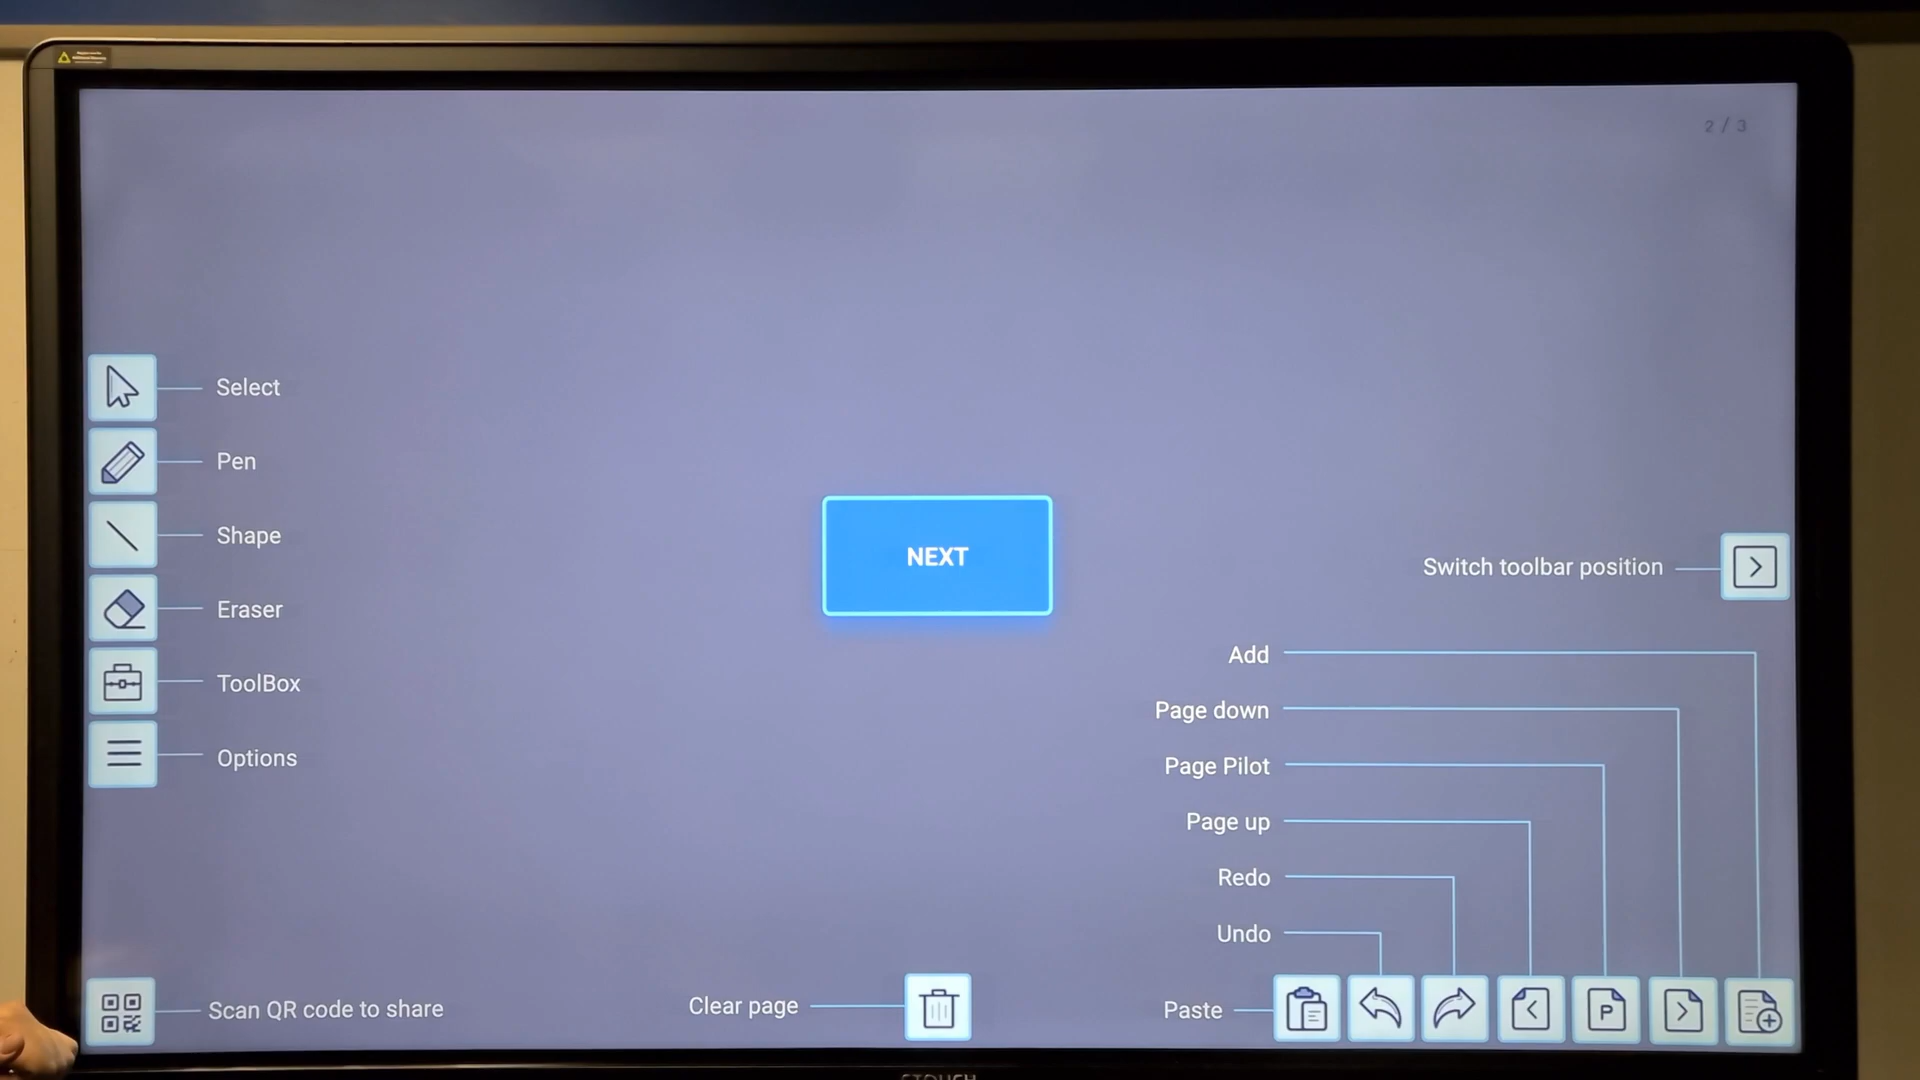 2 / 3
Select
Pen
Shape
NEXT
Eraser
Switch toolbar position
Add
ToolBox
Page down
Options
Page Pilot
Page up
Redo
Undo
Scan QR code to share
Clear page
Paste
P